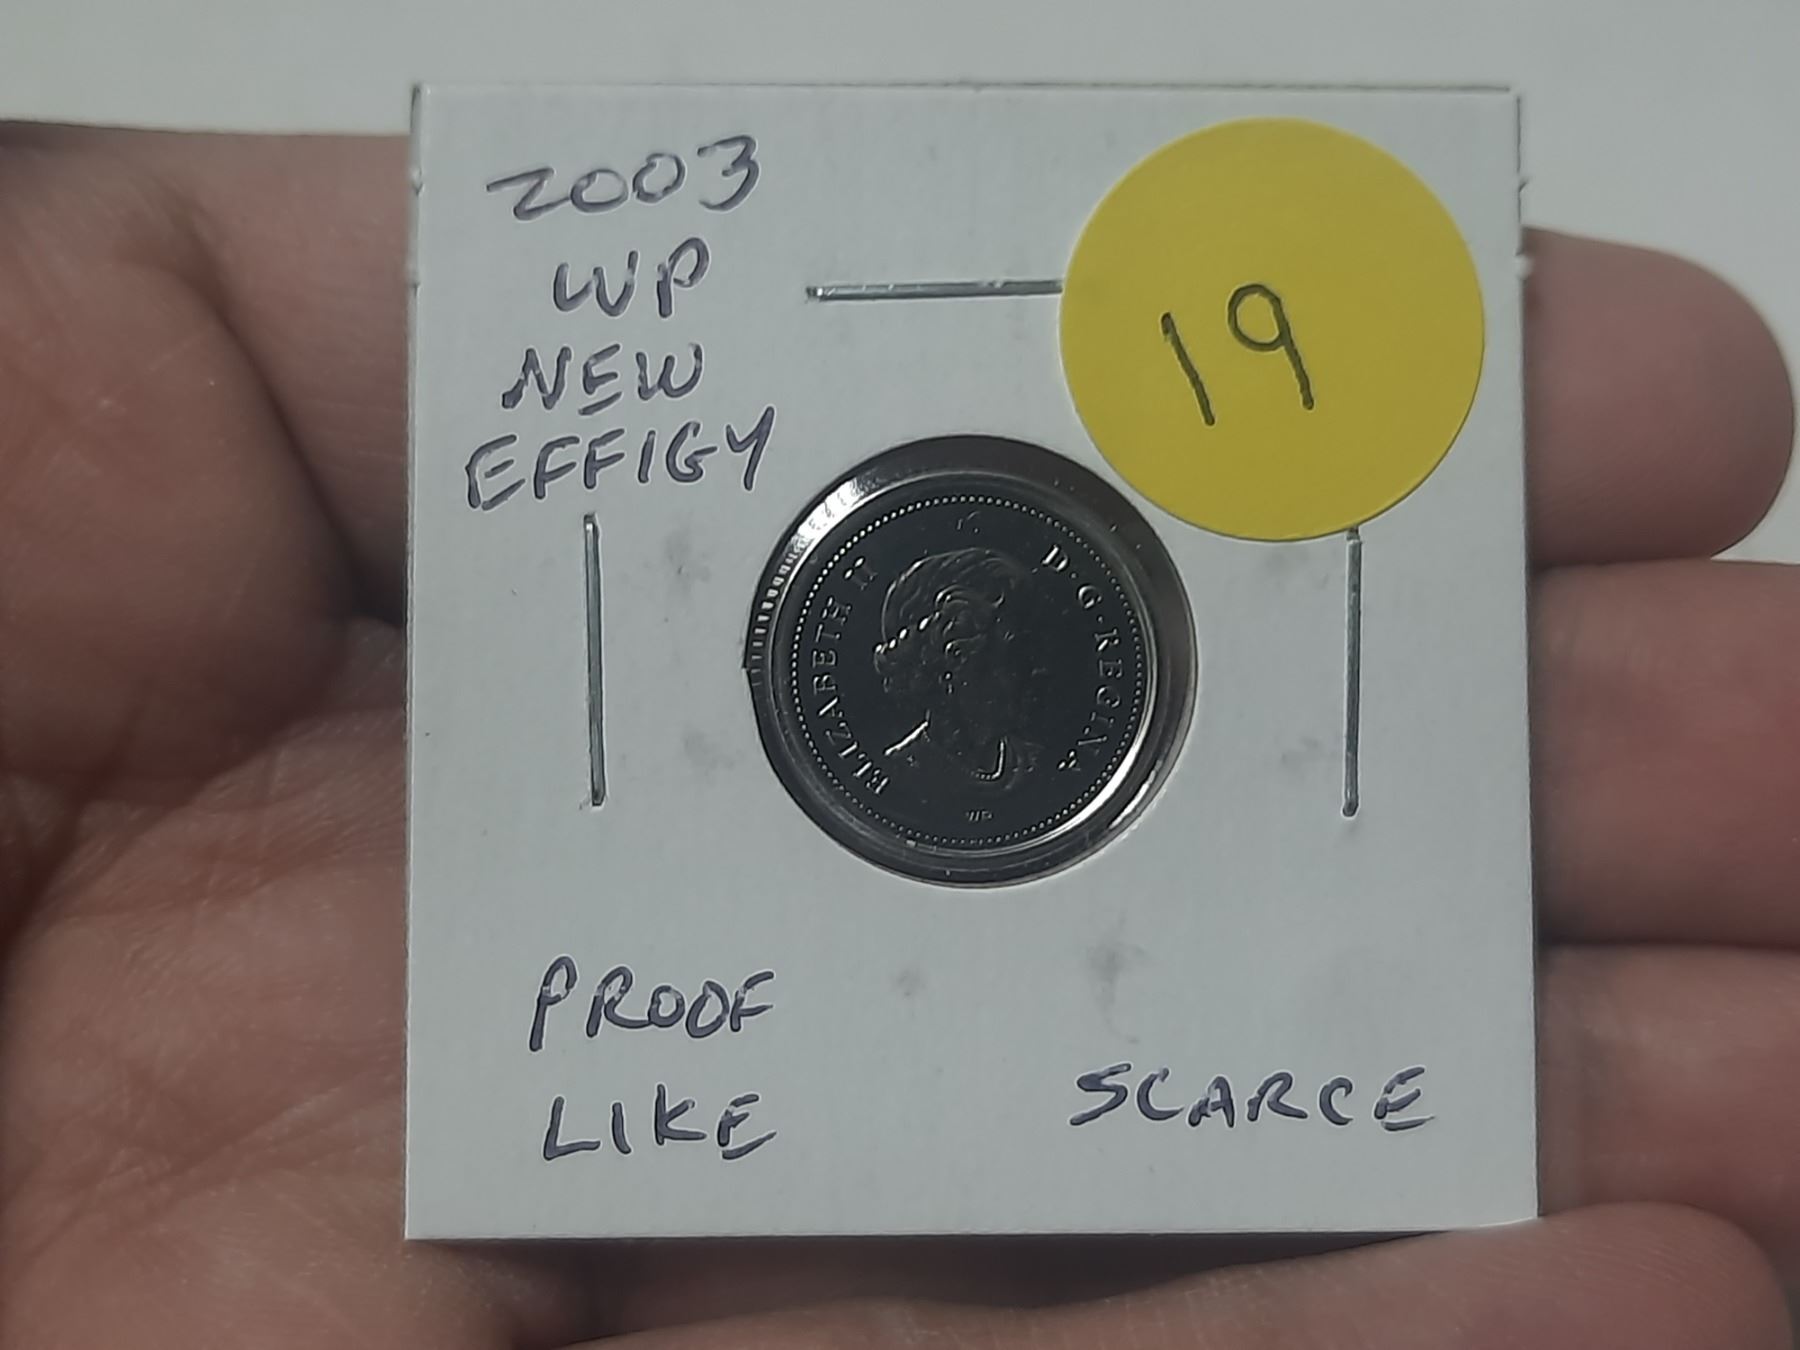 2003
WP
NEW
EFFIGY
19
ELIZABETH II D·G·REGINA
WP
PROOF
LIKE
SCARCE